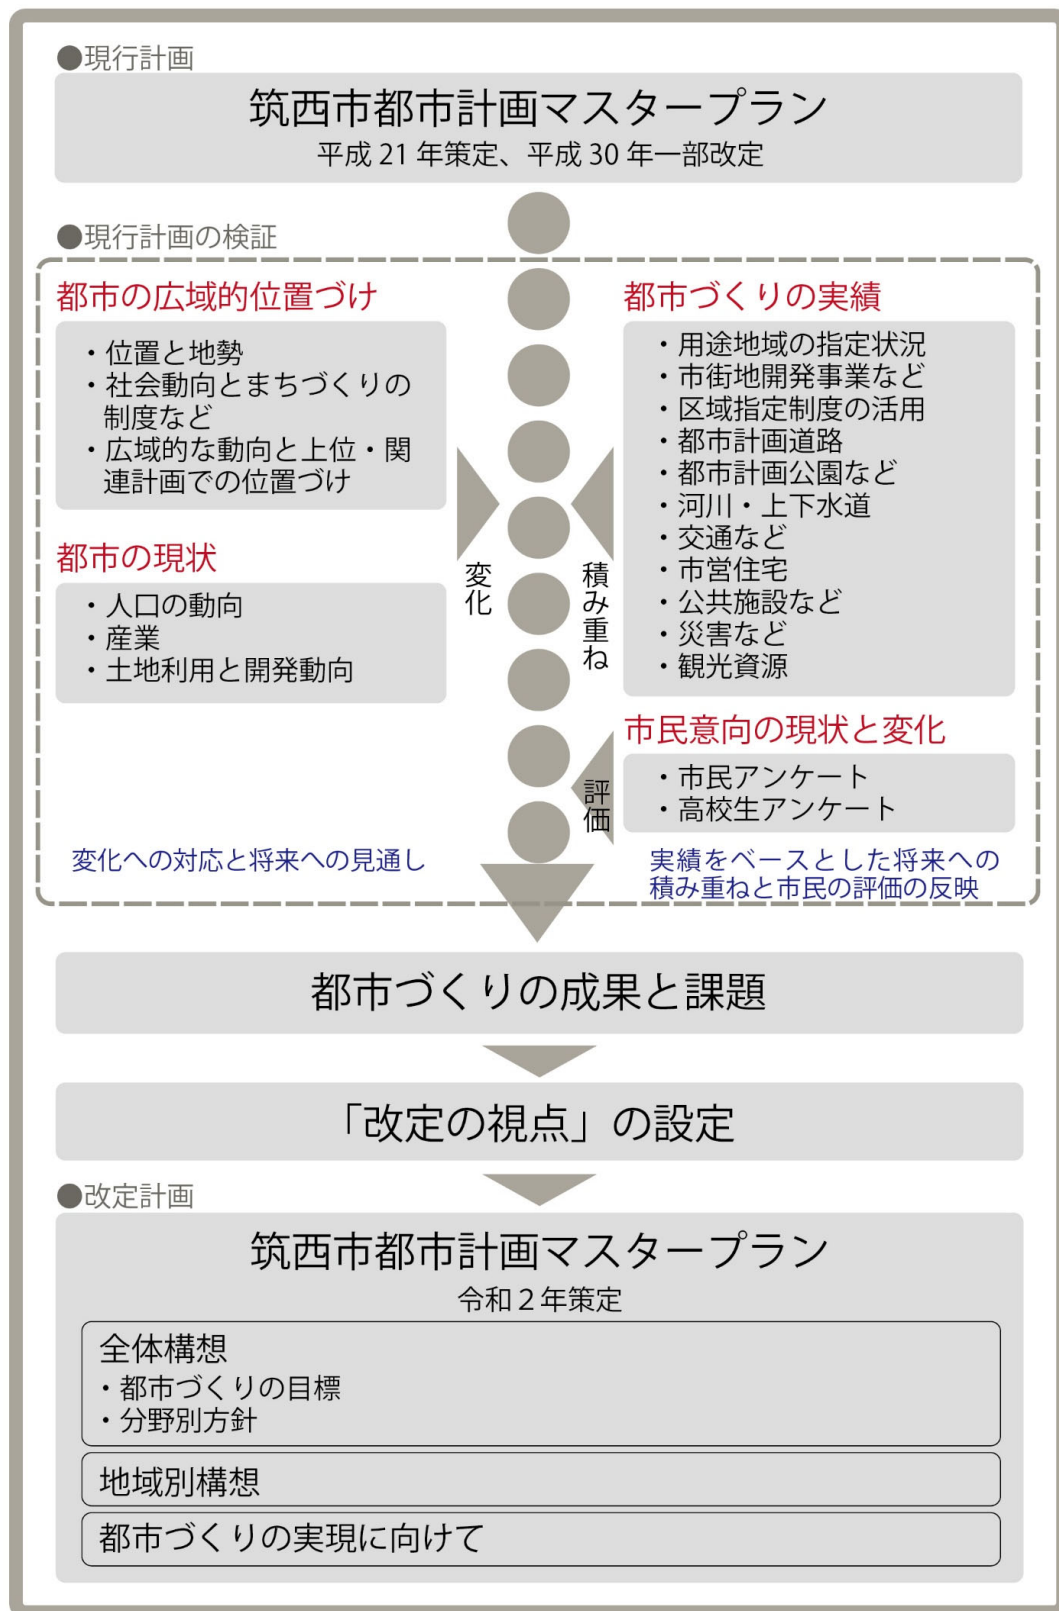 ●現行計画
筑西市都市計画マスタープラン
平成 21 年策定、平成 30 年一部改定
●現行計画の検証
都市の広域的位置づけ
・位置と地勢
・社会動向とまちづくりの
制度など
・広域的な動向と上位・関
連計画での位置づけ
都市の現状
・人口の動向
・産業
・土地利用と開発動向
変化
変化への対応と将来への見通し
都市づくりの実績
・用途地域の指定状況
・市街地開発事業など
・区域指定制度の活用
・都市計画道路
・都市計画公園など
・河川・上下水道
・交通など
・市営住宅
・公共施設など
・災害など
・観光資源
積み重ね
市民意向の現状と変化
・市民アンケート
・高校生アンケート
評価
実績をベースとした将来への
積み重ねと市民の評価の反映
都市づくりの成果と課題
「改定の視点」の設定
●改定計画
筑西市都市計画マスタープラン
令和２年策定
全体構想
・都市づくりの目標
・分野別方針
地域別構想
都市づくりの実現に向けて